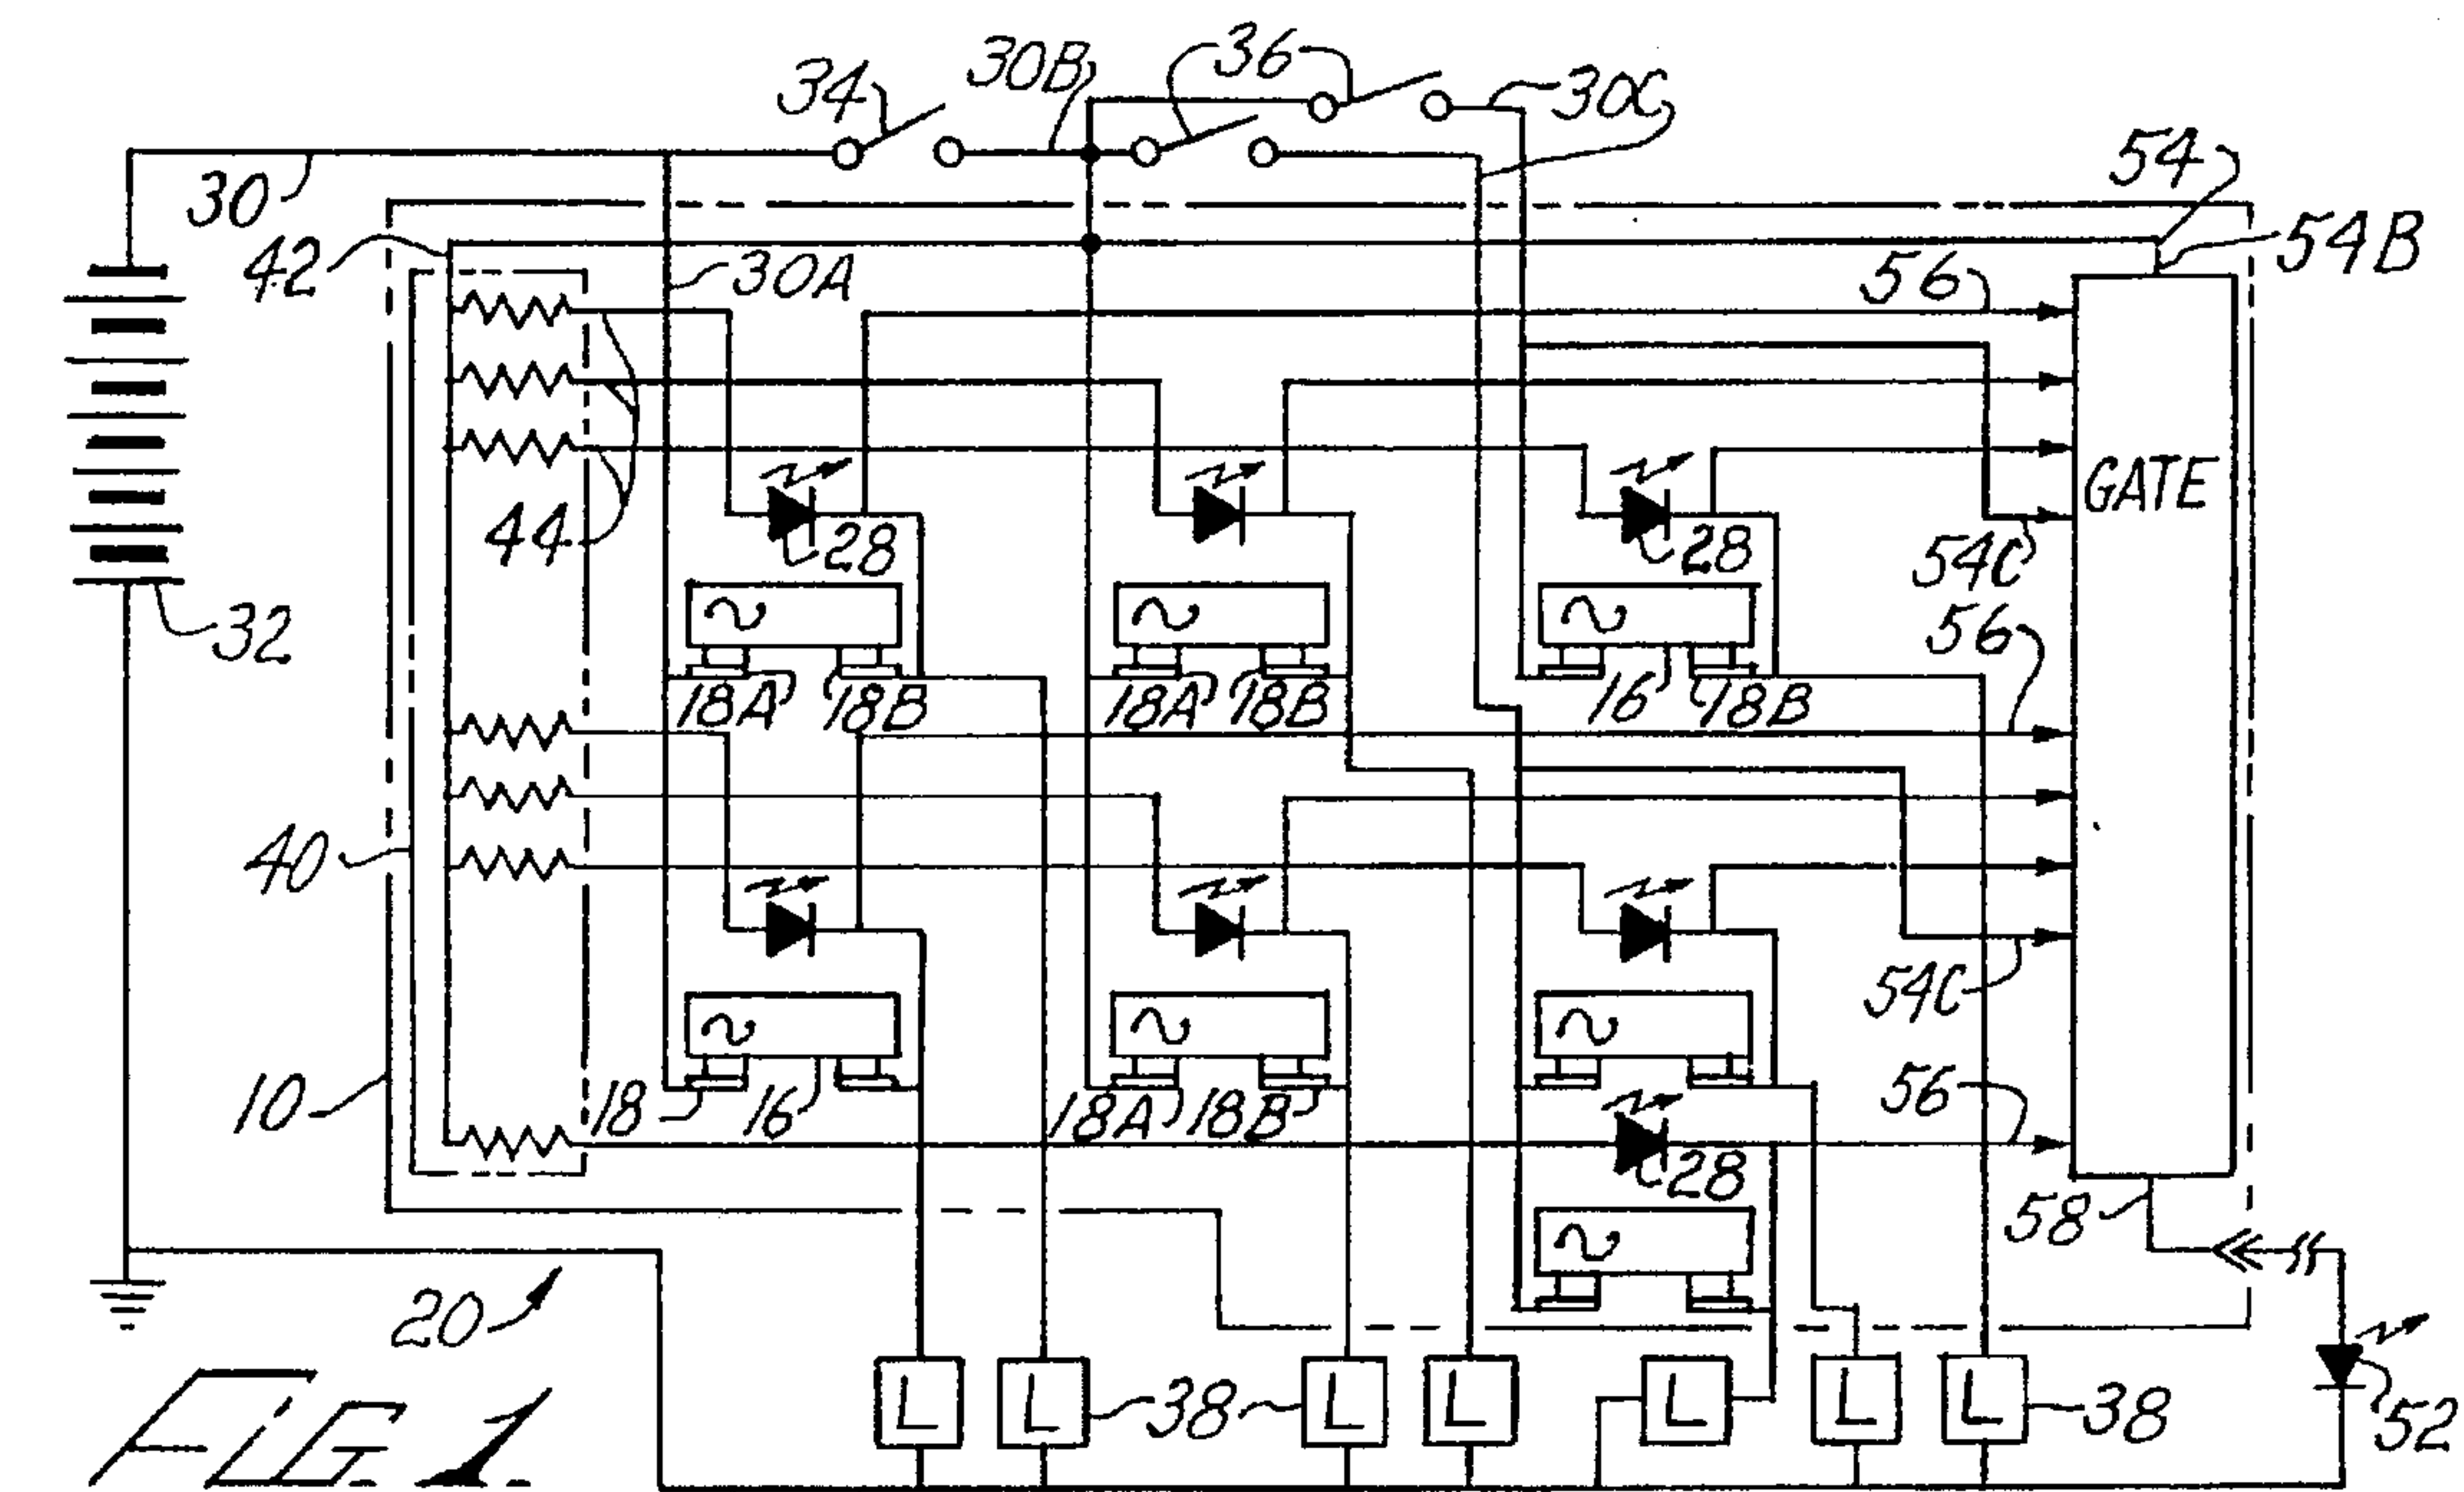 34 30B 36 30C
30 54
42 30A 56 54B
GATE
44 28 28 54C
32 56
18A 18B 18A 18B 16 18B
40
54C
10 18 16 18A 18B 56
28
58
20
L L 38 L L L L 38 52
FIG. 1.